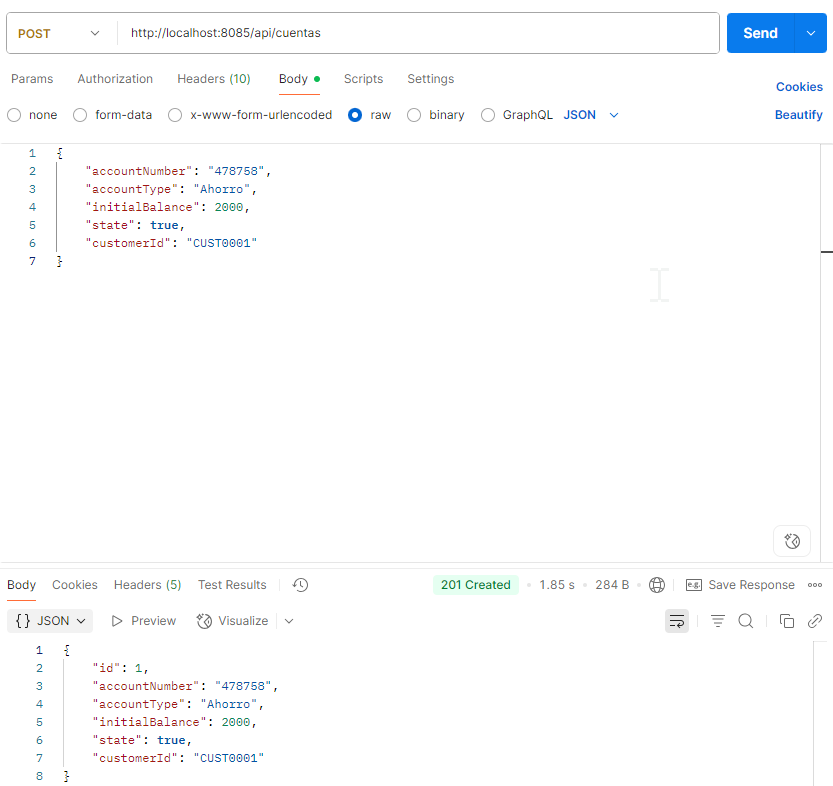 POST http://localhost:8085/api/cuentas Send
Params Authorization Headers (10) Body Scripts Settings Cookies
none form-data x-www-form-urlencoded raw binary GraphQL JSON Beautify
1 {
2 "accountNumber": "478758",
3 "accountType": "Ahorro",
4 "initialBalance": 2000,
5 "state": true,
6 "customerId": "CUST0001"
7 }
Body Cookies Headers (5) Test Results 201 Created 1.85 s 284 B e.g. Save Response
{} JSON Preview Visualize
1 {
2 "id": 1,
3 "accountNumber": "478758",
4 "accountType": "Ahorro",
5 "initialBalance": 2000,
6 "state": true,
7 "customerId": "CUST0001"
8 }